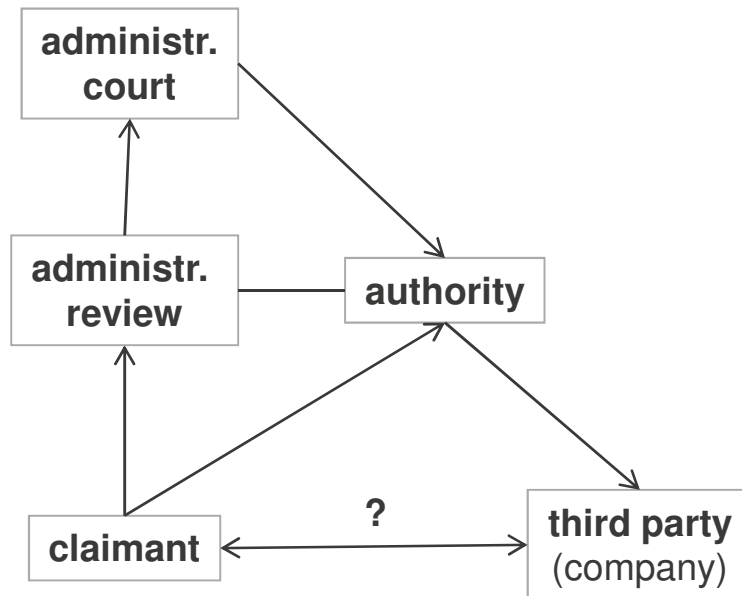 administr.
court
administr.
review
authority
?
claimant
third party
(company)